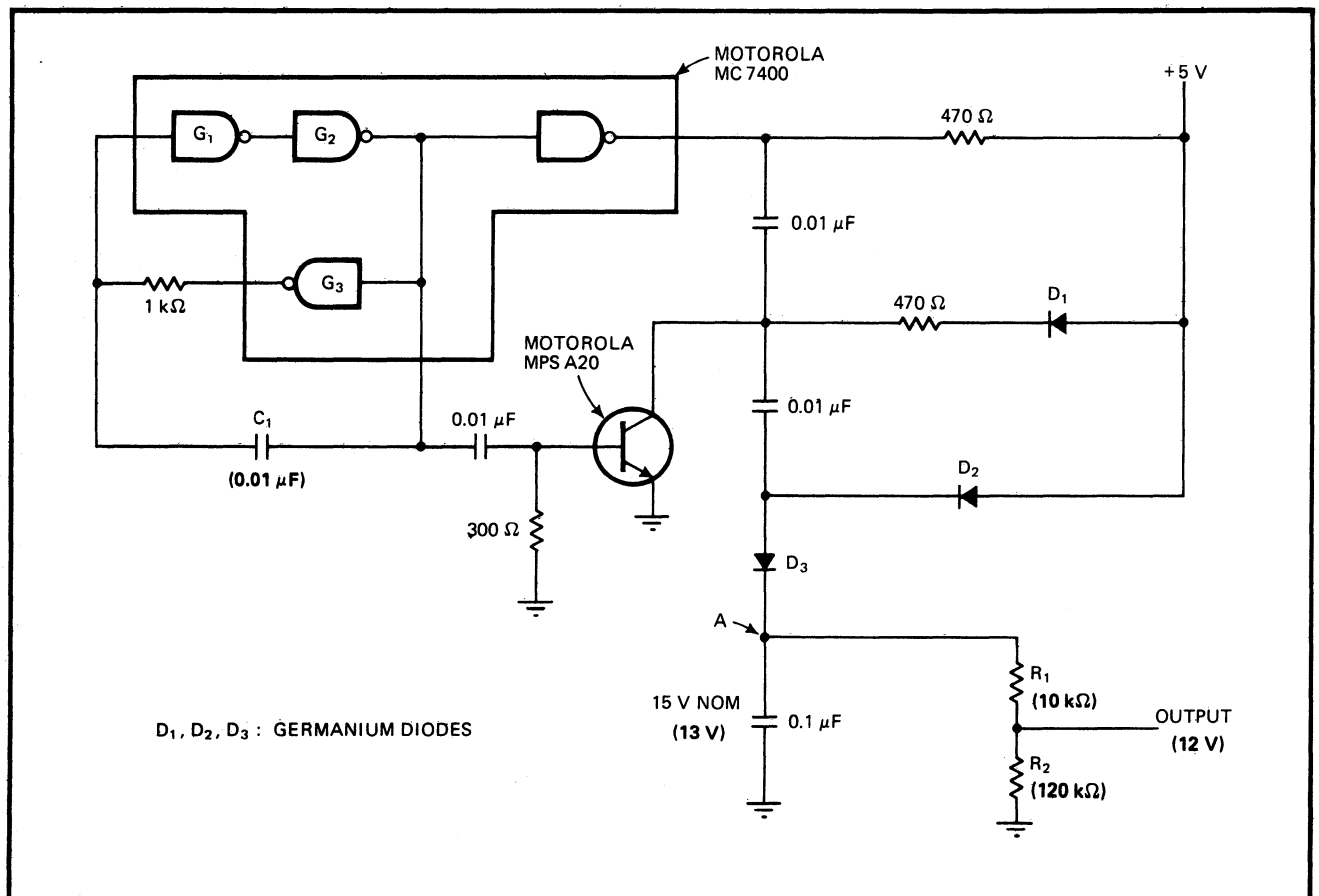 MOTOROLA
MC 7400
+5 V
G1
G2
470 Ω
0.01 µF
G3
1 kΩ
470 Ω
D1
MOTOROLA
MPS A20
0.01 µF
C1
(0.01 µF)
0.01 µF
D2
300 Ω
D3
A
15 V NOM
(13 V)
0.1 µF
R1
(10 kΩ)
OUTPUT
(12 V)
R2
(120 kΩ)
D1, D2, D3 : GERMANIUM DIODES